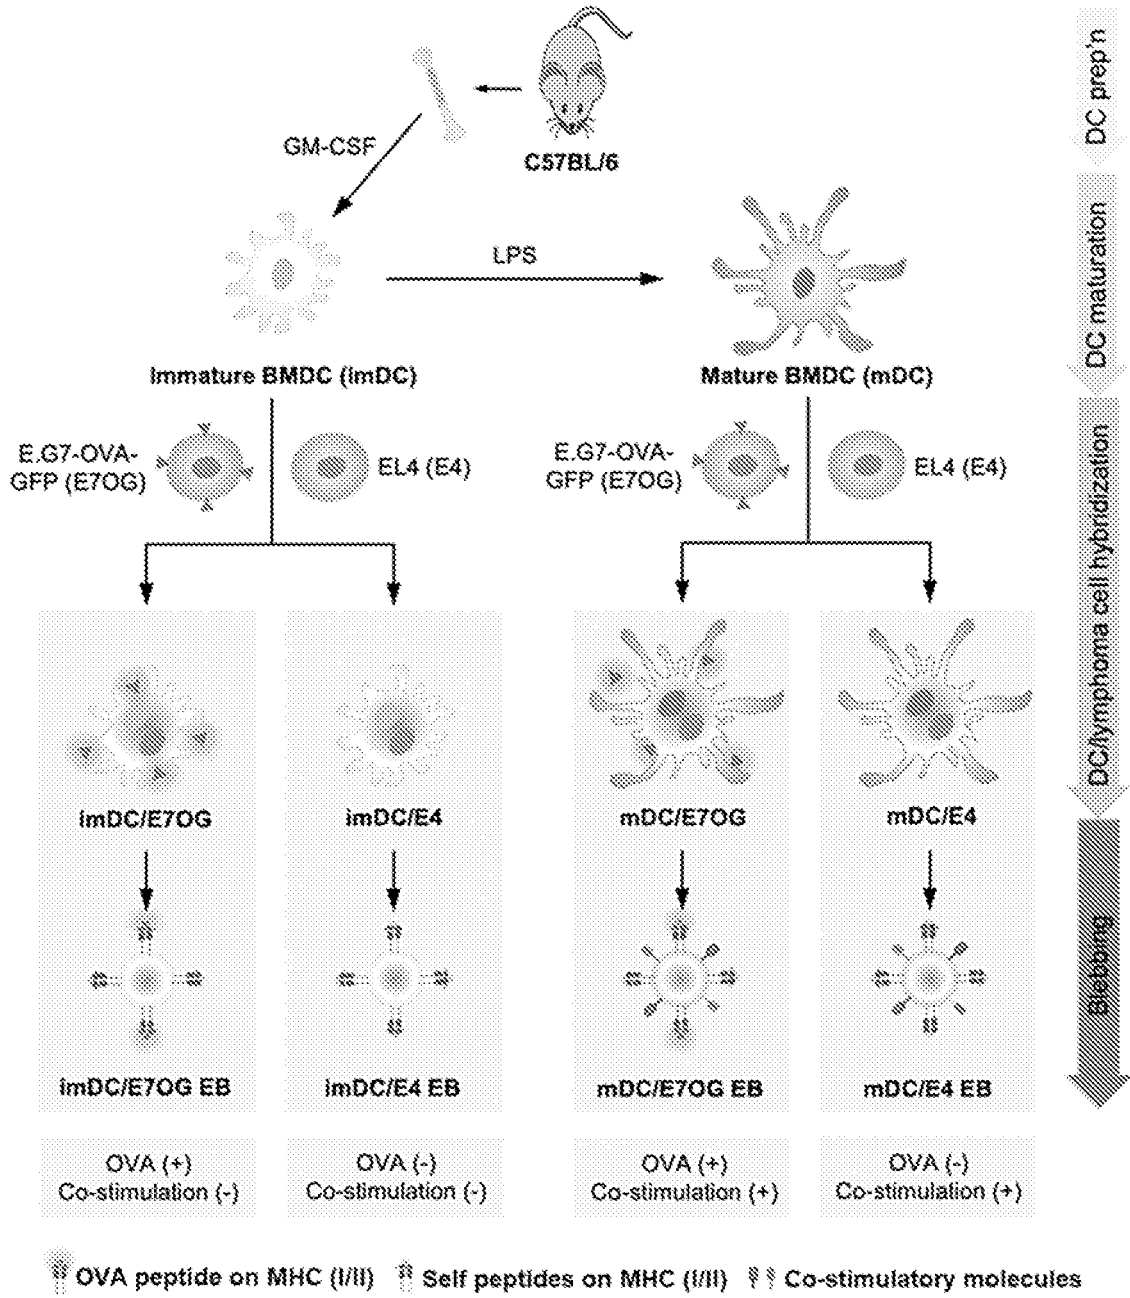 DC prep'n
GM-CSF
C57BL/6
LPS
DC maturation
Immature BMDC (imDC)
Mature BMDC (mDC)
E.G7-OVA-
GFP (E7OG)
EL4 (E4)
E.G7-OVA-
GFP (E7OG)
EL4 (E4)
DC/lymphoma cell hybridization
imDC/E7OG
imDC/E4
mDC/E7OG
mDC/E4
Blebbing
imDC/E7OG EB
imDC/E4 EB
mDC/E7OG EB
mDC/E4 EB
OVA (+)
Co-stimulation (-)
OVA (-)
Co-stimulation (-)
OVA (+)
Co-stimulation (+)
OVA (-)
Co-stimulation (+)
OVA peptide on MHC (I/II)
Self peptides on MHC (I/II)
Co-stimulatory molecules